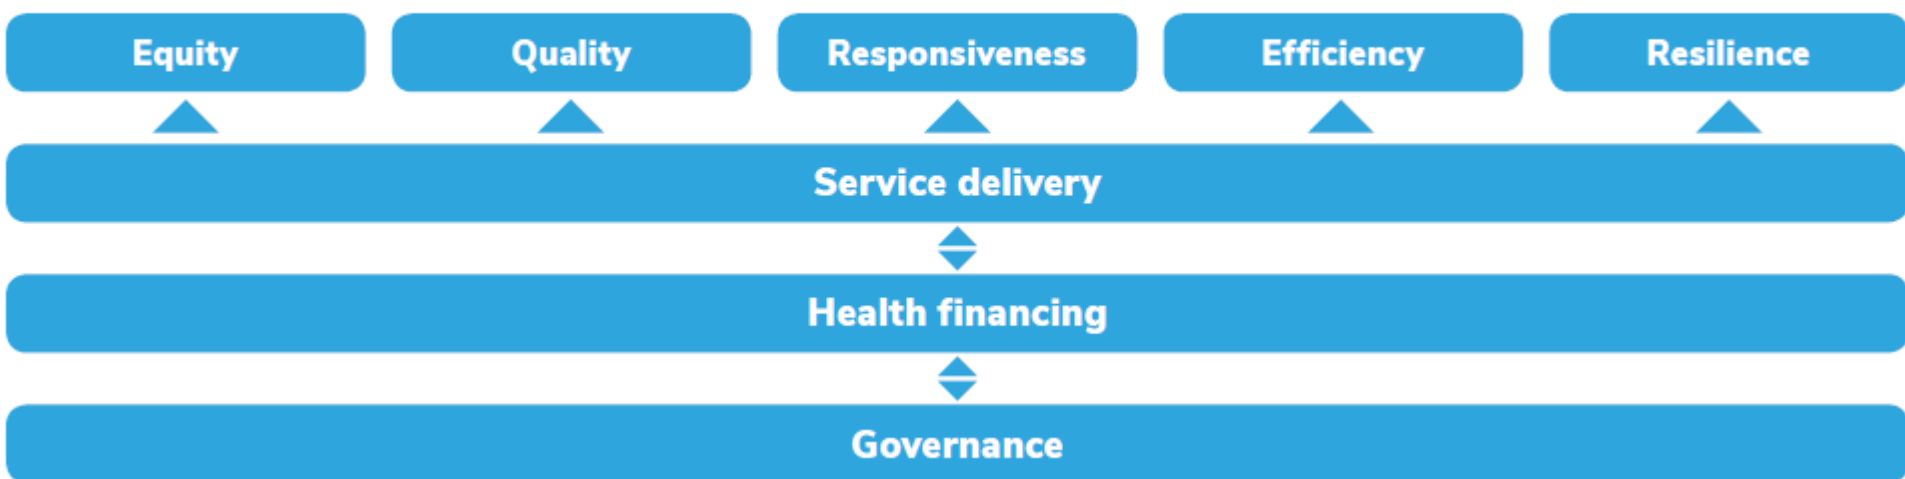 Equity
Quality
Responsiveness
Efficiency
Resilience
Service delivery
Health financing
Governance